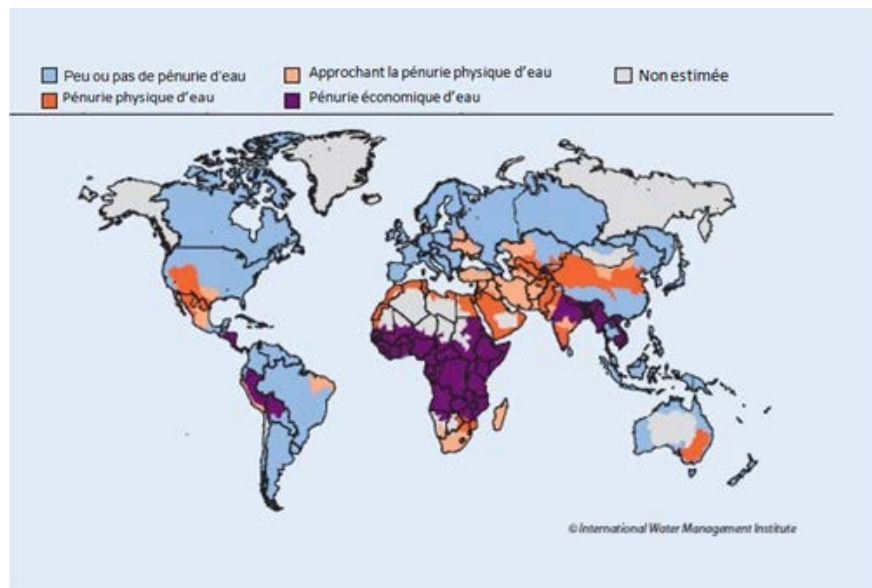 Peu ou pas de pénurie d'eau
Approchant la pénurie physique d'eau
Non estimée
Pénurie physique d'eau
Pénurie économique d'eau
© International Water Management Institute